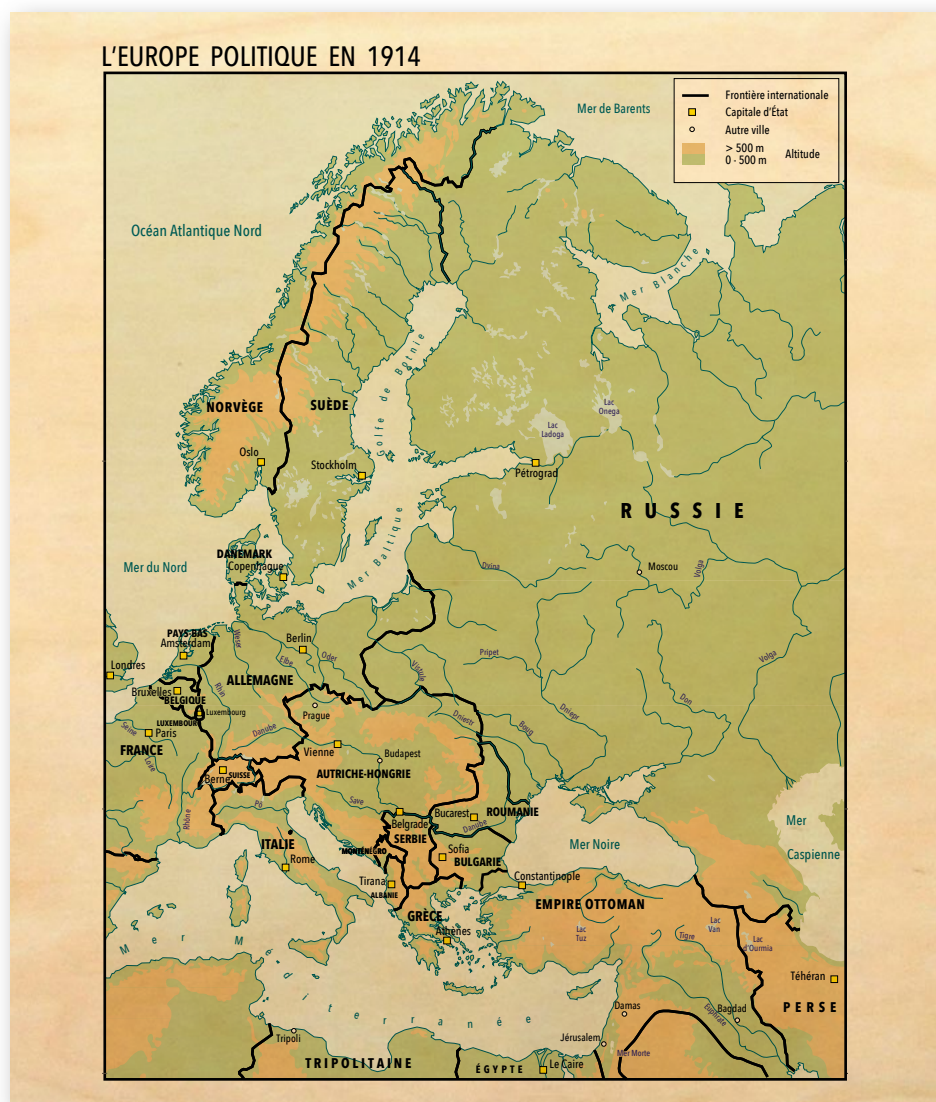 L'EUROPE POLITIQUE EN 1914
Frontière internationale
Capitale d'État
Autre ville
> 500 m
0 - 500 m
Altitude
Mer de Barents
Océan Atlantique Nord
Mer Blanche
Golfe de Botnie
NORVÈGE
SUÈDE
Lac
Onega
Lac
Ladoga
Oslo
Stockholm
Pétrograd
RUSSIE
Mer Baltique
DANEMARK
Copenhague
Mer du Nord
Dvina
Moscou
Volga
PAYS-BAS
Amsterdam
Weser
Berlin
Elbe
Oder
Londres
Pripet
Volga
Vistule
Bruxelles
BELGIQUE
ALLEMAGNE
Rhin
Don
LUXEMBOURG
Luxembourg
Prague
Dniestr
Dniepr
Boug
Seine
Paris
Danube
FRANCE
Loire
Vienne
Budapest
Berne
SUISSE
AUTRICHE-HONGRIE
Rhône
Pô
Save
Belgrade
Bucarest
ROUMANIE
Danube
SERBIE
Mer
Caspienne
ITALIE
MONTÉNÉGRO
Sofia
BULGARIE
Mer Noire
Rome
Tirana
ALBANIE
Constantinople
EMPIRE OTTOMAN
GRÈCE
Athènes
Lac
Tuz
Lac
Van
Tigre
Lac
d'Ourmia
Mer Méditerranée
Téhéran
PERSE
Damas
Bagdad
Euphrate
Tripoli
Jérusalem
Mer Morte
TRIPOLITAINE
ÉGYPTE
Le Caire